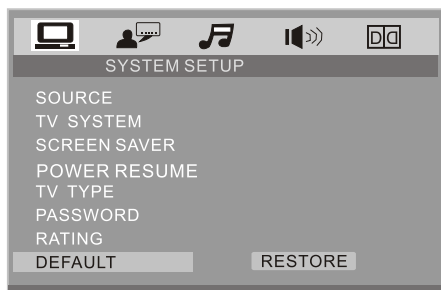 SYSTEM SETUP
SOURCE
TV SYSTEM
SCREEN SAVER
POWER RESUME
TV TYPE
PASSWORD
RATING
DEFAULT RESTORE